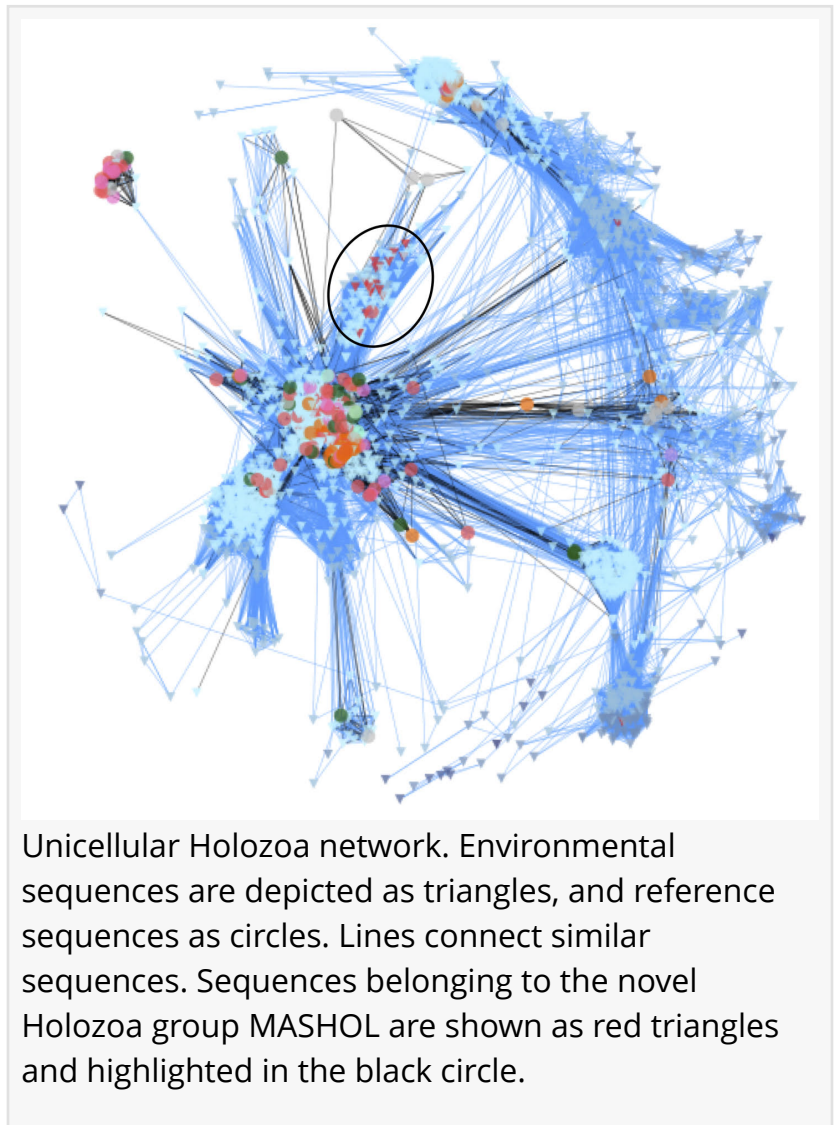 Unicellular Holozoa network. Environmental
sequences are depicted as triangles, and reference
sequences as circles. Lines connect similar
sequences. Sequences belonging to the novel
Holozoa group MASHOL are shown as red triangles
and highlighted in the black circle.